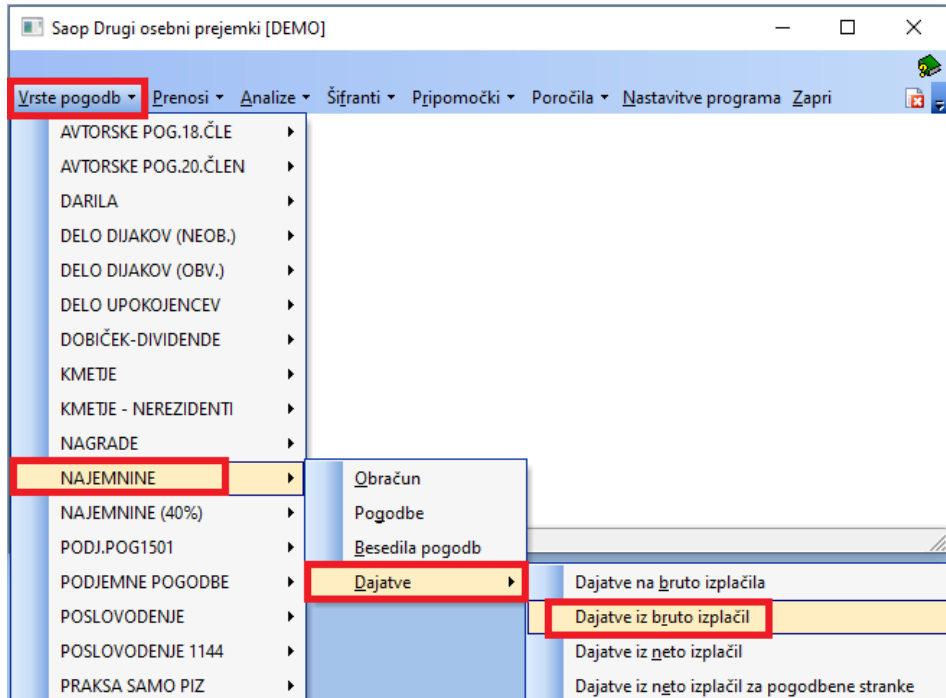 Saop Drugi osebni prejemki [DEMO]
Vrste pogodb Prenosi Analize Šifranti Pripomočki Poročila Nastavitve programa Zapri
AVTORSKE POG.18.ČLE
AVTORSKE POG.20.ČLEN
DARILA
DELO DIJAKOV (NEOB.)
DELO DIJAKOV (OBV.)
DELO UPOKOJENCEV
DOBIČEK-DIVIDENDE
KMETJE
KMETJE - NEREZIDENTI
NAGRADE
NAJEMNINE
Obračun
NAJEMNINE (40%)
Pogodbe
PODJ.POG1501
Besedila pogodb
PODJEMNE POGODBE
Dajatve
Dajatve na bruto izplačila
POSLOVODENJE
Dajatve iz bruto izplačil
POSLOVODENJE 1144
Dajatve iz neto izplačil
PRAKSA SAMO PIZ
Dajatve iz neto izplačil za pogodbene stranke